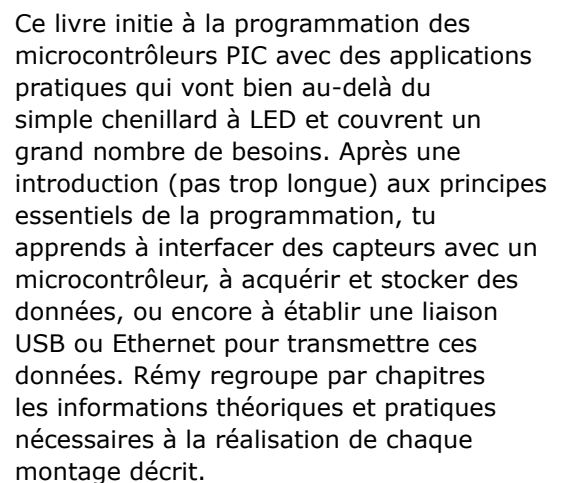 Ce livre initie à la programmation des
microcontrôleurs PIC avec des applications
pratiques qui vont bien au-delà du
simple chenillard à LED et couvrent un
grand nombre de besoins. Après une
introduction (pas trop longue) aux principes
essentiels de la programmation, tu
apprends à interfacer des capteurs avec un
microcontrôleur, à acquérir et stocker des
données, ou encore à établir une liaison
USB ou Ethernet pour transmettre ces
données. Rémy regroupe par chapitres
les informations théoriques et pratiques
nécessaires à la réalisation de chaque
montage décrit.